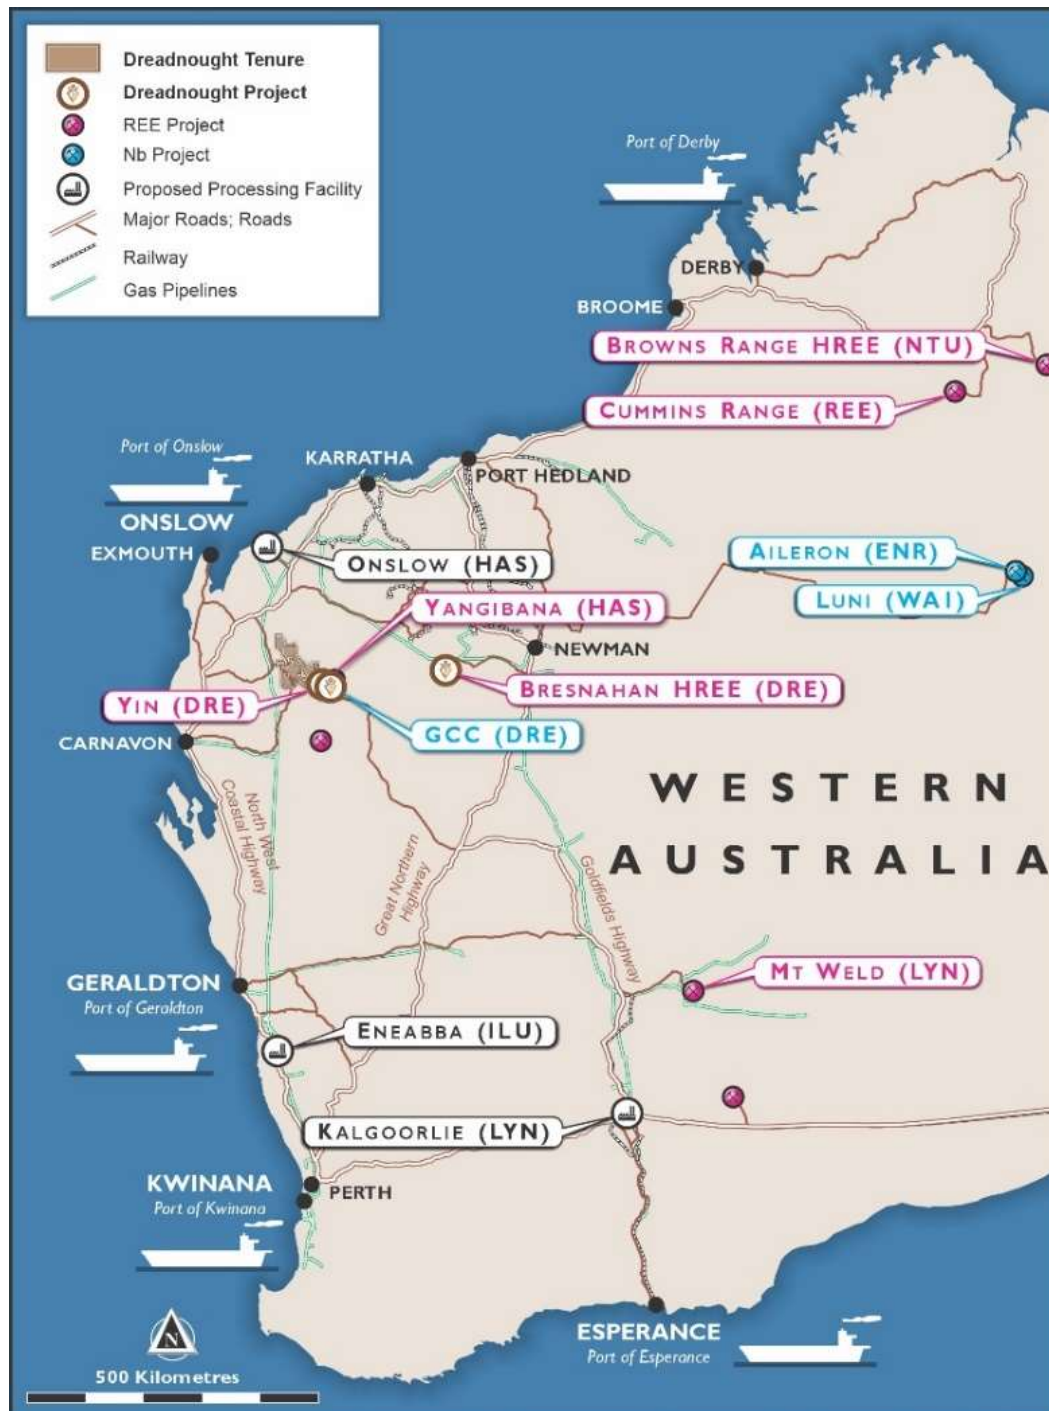 Dreadnought Tenure
Dreadnought Project
REE Project
Nb Project
Proposed Processing Facility
Major Roads; Roads
Railway
Gas Pipelines
Port of Derby
DERBY
BROOME
BROWNS RANGE HREE (NTU)
CUMMINS RANGE (REE)
Port of Onslow
KARRATHA
PORT HEDLAND
ONSLOW
EXMOUTH
ONSLOW (HAS)
AILERON (ENR)
LUNI (WAI)
YANGIBANA (HAS)
NEWMAN
BRESNAHAN HREE (DRE)
YIN (DRE)
GCC (DRE)
CARNAVON
WESTERN
AUSTRALIA
North West
Coastal Highway
Great Northern
Highway
Goldfields Highway
MT WELD (LYN)
GERALDTON
Port of Geraldton
ENEABBA (ILU)
KALGOORLIE (LYN)
KWINANA
Port of Kwinana
PERTH
ESPERANCE
Port of Esperance
N
500 Kilometres